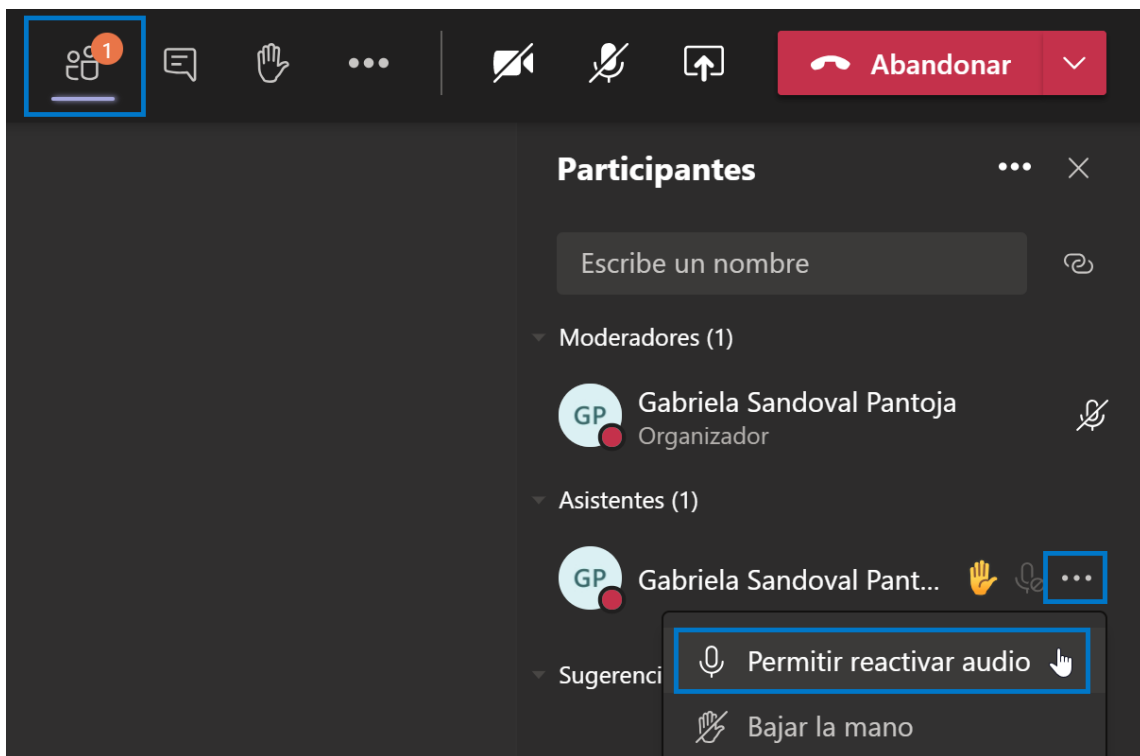 1
Abandonar
Participantes
Escribe un nombre
Moderadores (1)
GP
Gabriela Sandoval Pantoja
Organizador
Asistentes (1)
GP
Gabriela Sandoval Pant...
Permitir reactivar audio
Sugerenci
Bajar la mano